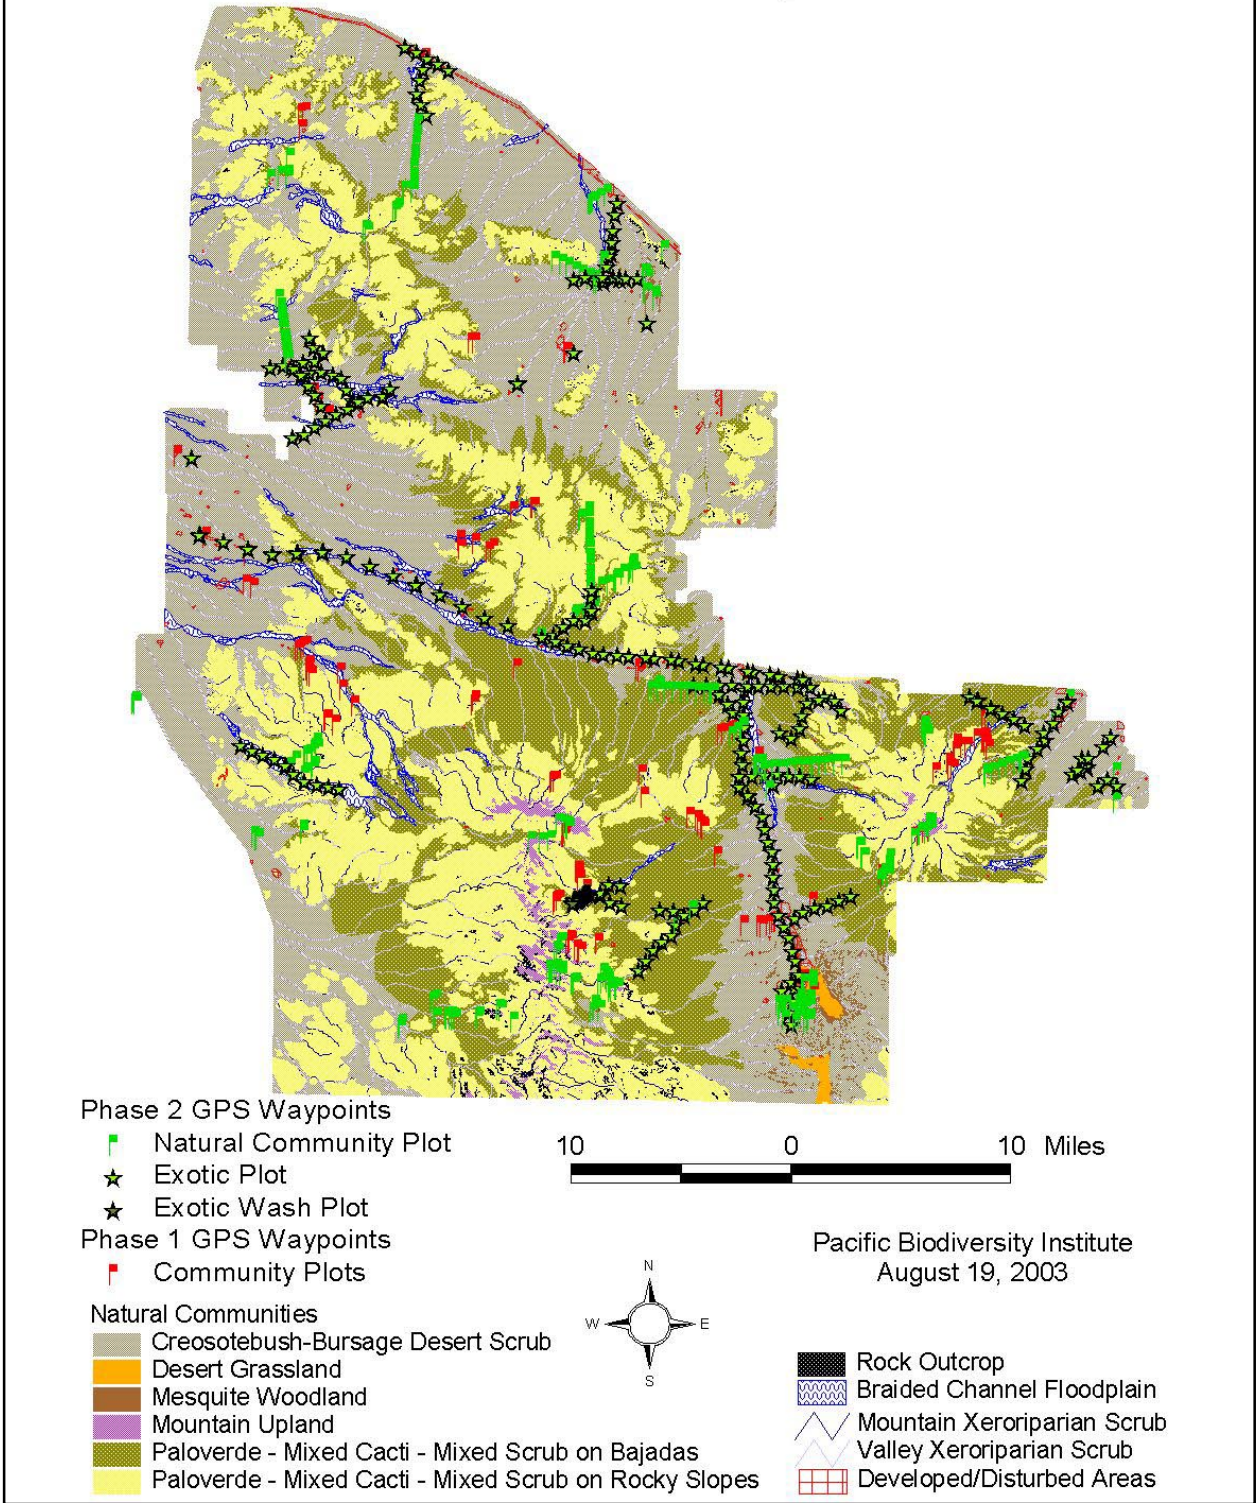 Phase 2 GPS Waypoints
Natural Community Plot
Exotic Plot
Exotic Wash Plot
Phase 1 GPS Waypoints
Community Plots
Natural Communities
Creosotebush-Bursage Desert Scrub
Desert Grassland
Mesquite Woodland
Mountain Upland
Paloverde - Mixed Cacti - Mixed Scrub on Bajadas
Paloverde - Mixed Cacti - Mixed Scrub on Rocky Slopes
10 0 10 Miles
N
W E
S
Pacific Biodiversity Institute
August 19, 2003
Rock Outcrop
Braided Channel Floodplain
Mountain Xeroriparian Scrub
Valley Xeroriparian Scrub
Developed/Disturbed Areas